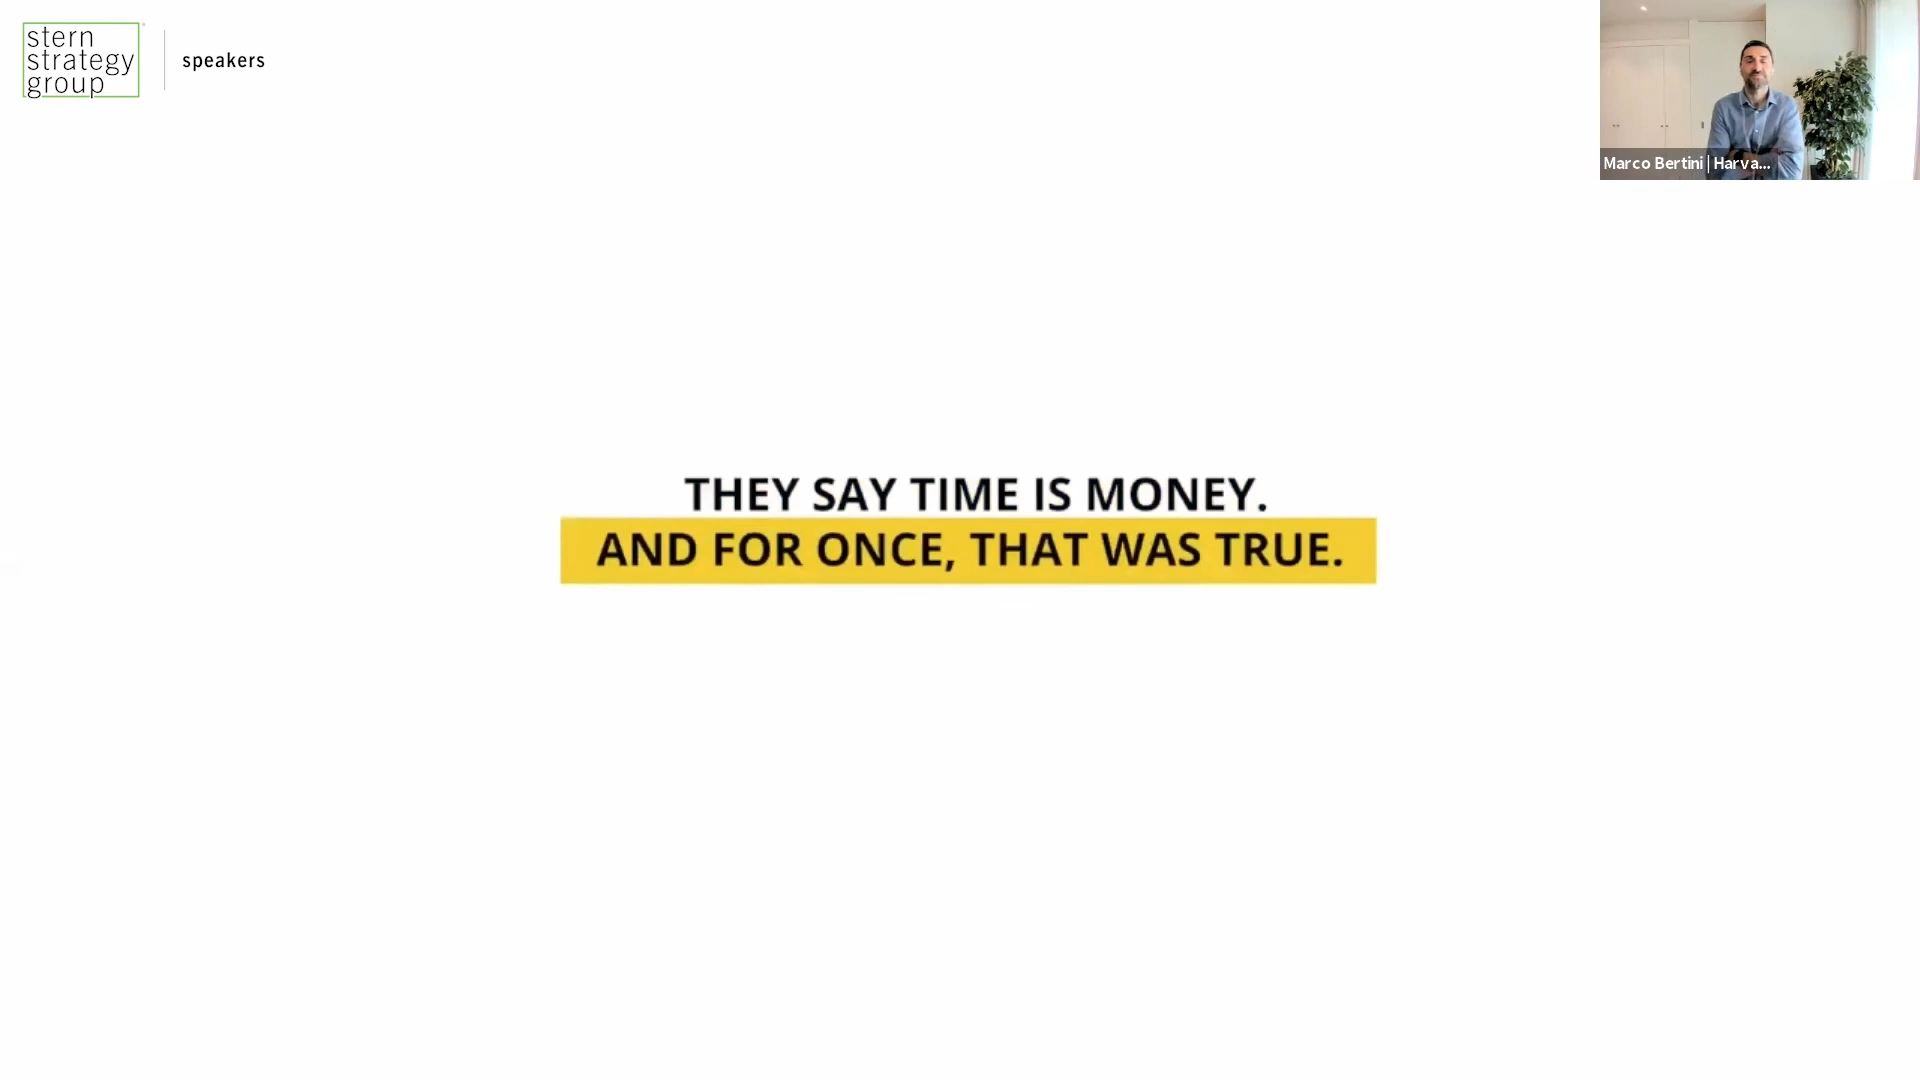 stern
strategy
group
speakers
Marco Bertini | Harva...
THEY SAY TIME IS MONEY.
AND FOR ONCE, THAT WAS TRUE.